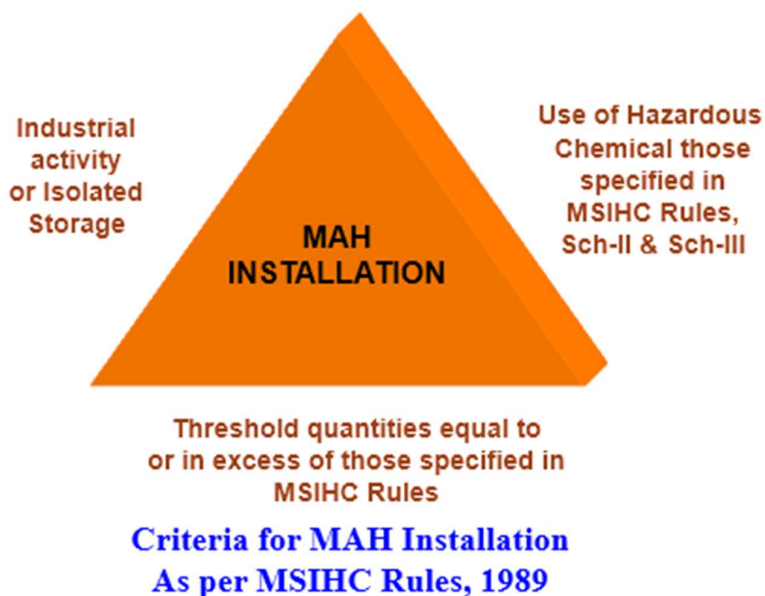 Industrial
activity
or Isolated
Storage
Use of Hazardous
Chemical those
specified in
MSIHC Rules,
Sch-II & Sch-III
MAH
INSTALLATION
Threshold quantities equal to
or in excess of those specified in
MSIHC Rules
Criteria for MAH Installation
As per MSIHC Rules, 1989